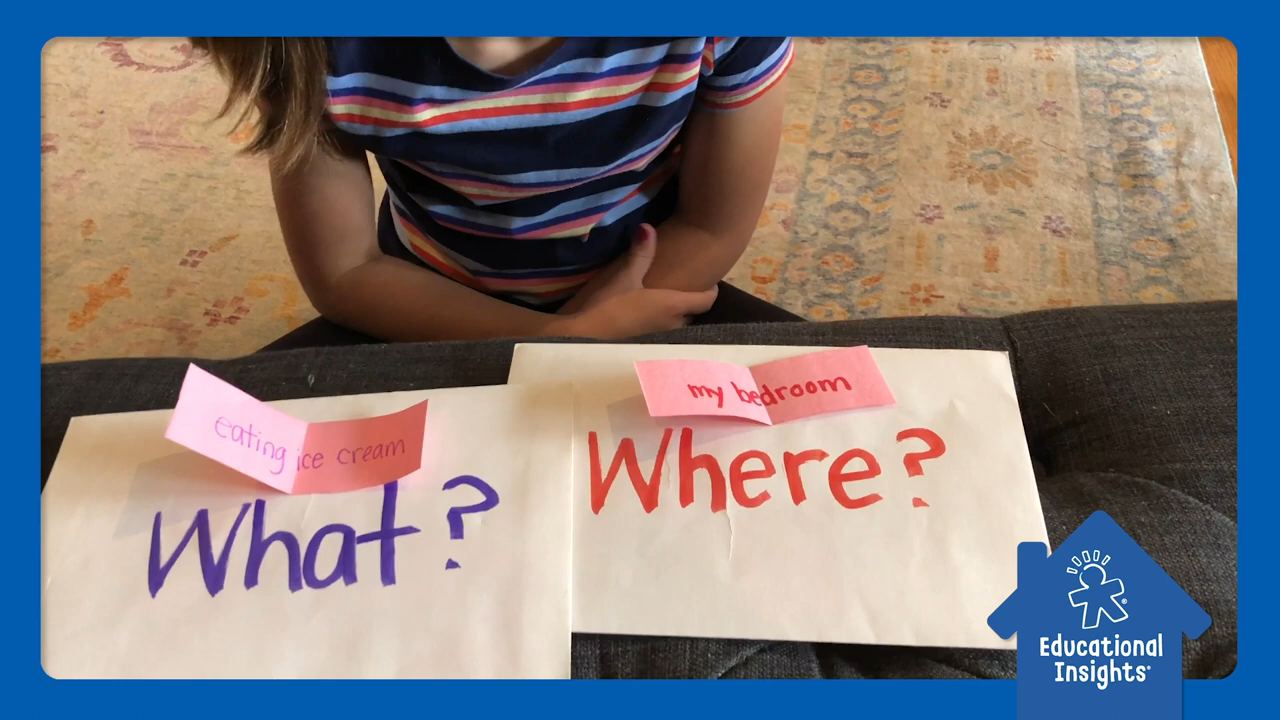 eating ice cream
What?
my bedroom
Where?
Educational
Insights®